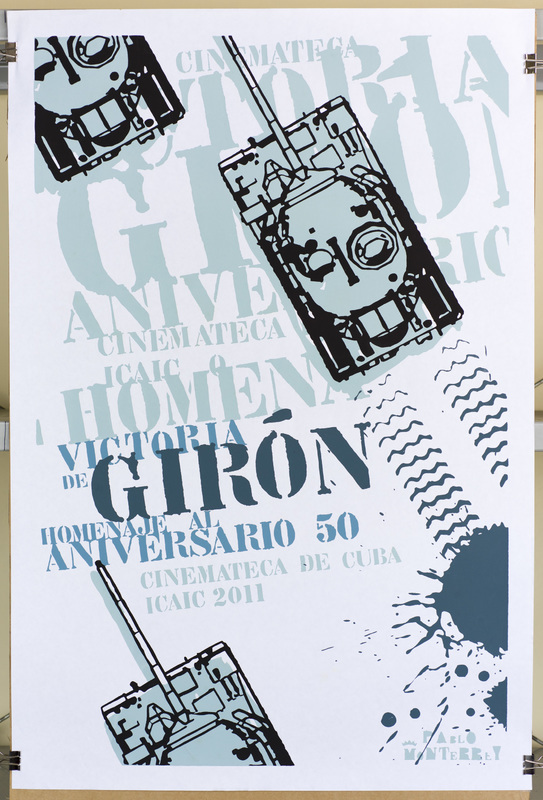 CINEMATECA
VICTORIA
GIRÓN
ANIVERSARIO
CINEMATECA
ICAIC
HOMENA
VICTORIA
DE GIRÓN
HOMENAJE AL
ANIVERSARIO 50
CINEMATECA DE CUBA
ICAIC 2011
PABLO
MONTERREY